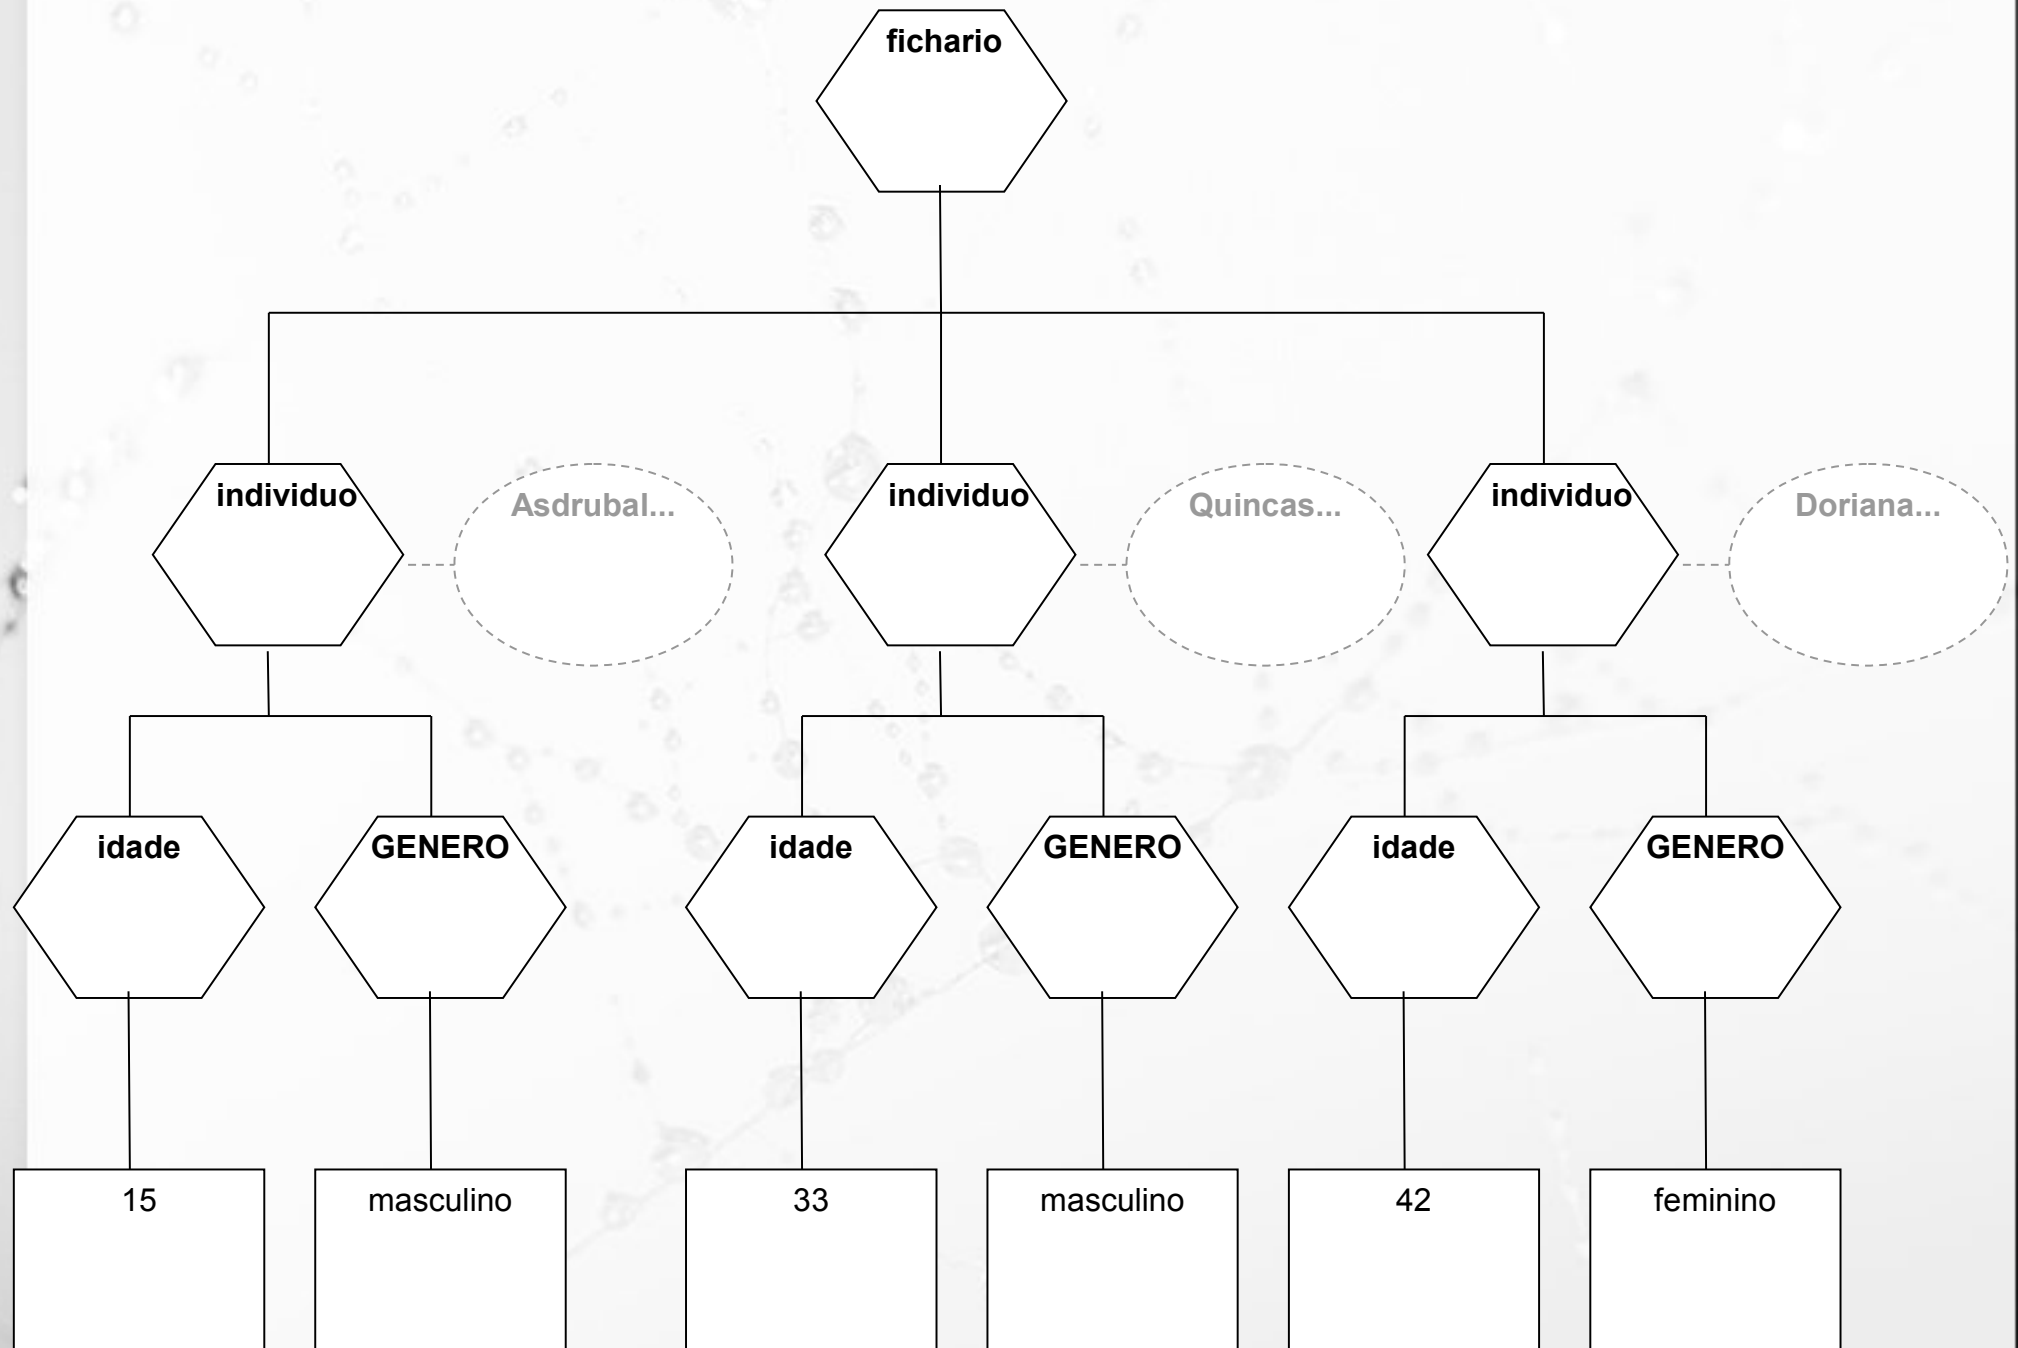 fichario
individuo
Asdrubal...
individuo
Quincas...
individuo
Doriana...
idade
GENERO
idade
GENERO
idade
GENERO
15
masculino
33
masculino
42
feminino